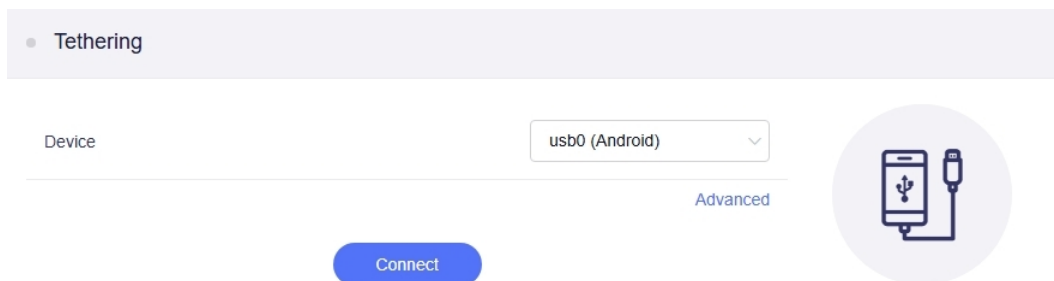 Tethering
Device
usb0 (Android)
Advanced
Connect